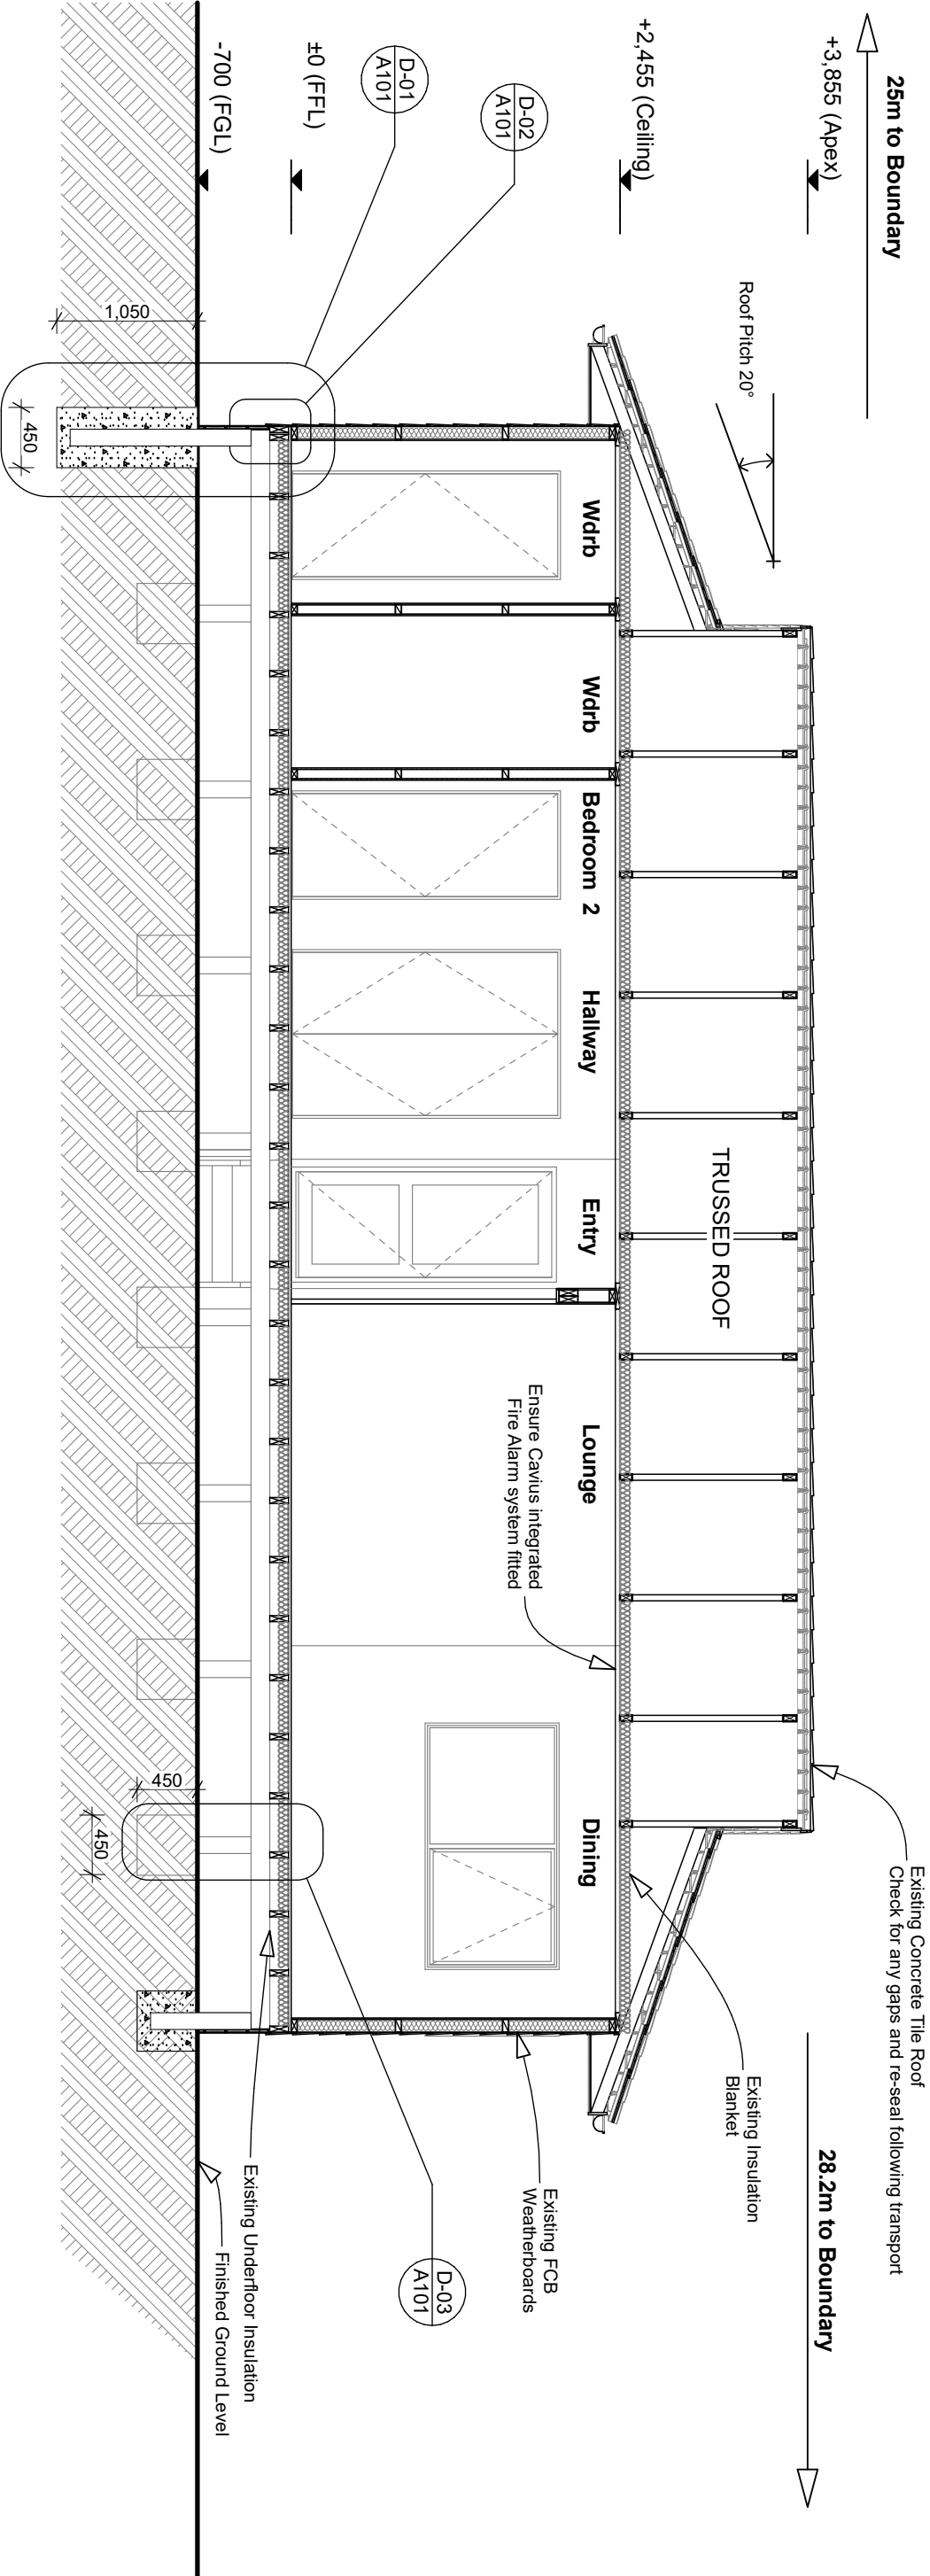 25m to Boundary
+3,855 (Apex)
+2,455 (Ceiling)
±0 (FFL)
-700 (FGL)
D-01
A101
D-02
A101
Roof Pitch 20°
1,050
450
Wdrb
Wdrb
Bedroom 2
Hallway
Entry
Lounge
Dining
TRUSSED ROOF
Ensure Cavius integrated
Fire Alarm system fitted
450
450
Existing Concrete Tile Roof
Check for any gaps and re-seal following transport
28.2m to Boundary
Existing Insulation
Blanket
Existing FCB
Weatherboards
D-03
A101
Existing Underfloor Insulation
Finished Ground Level